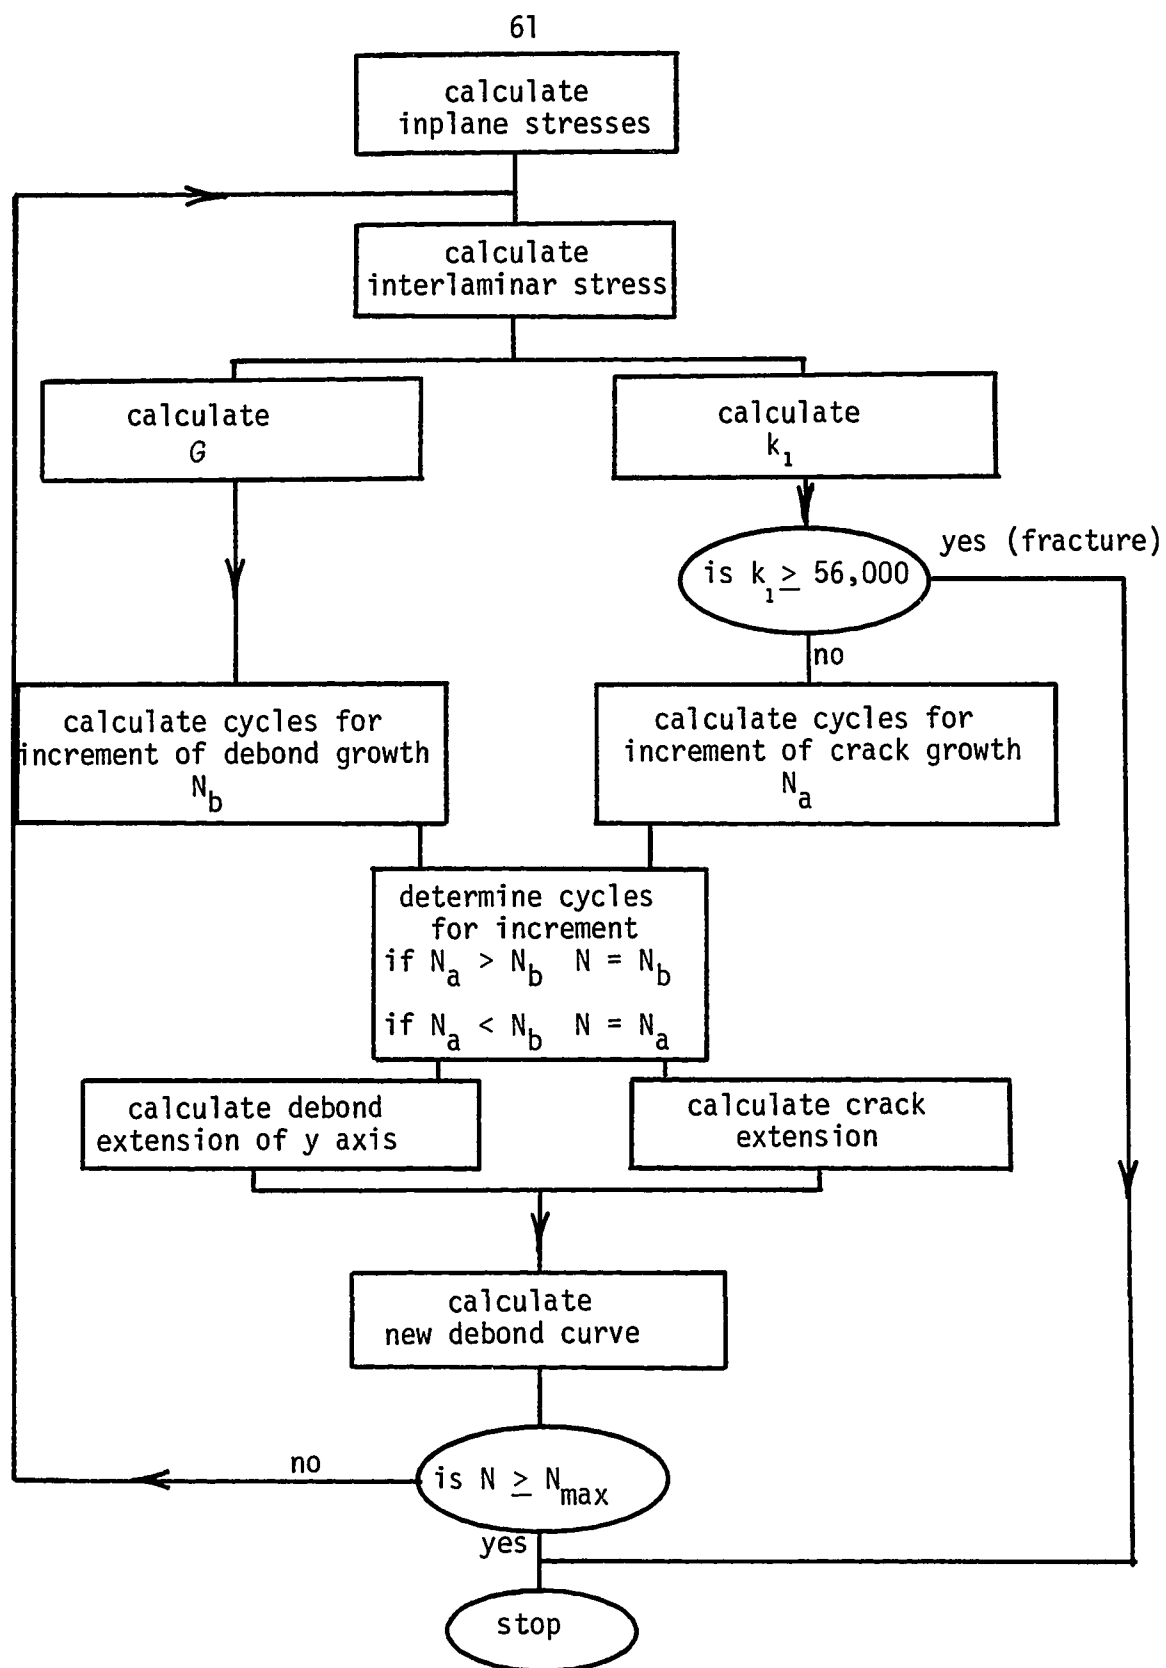 61
calculate
inplane stresses
calculate
interlaminar stress
calculate
G
calculate
k₁
is k₁ ≥ 56,000
yes (fracture)
no
calculate cycles for
increment of debond growth
N_b
calculate cycles for
increment of crack growth
N_a
determine cycles
for increment
if N_a > N_b N = N_b
if N_a < N_b N = N_a
calculate debond
extension of y axis
calculate crack
extension
calculate
new debond curve
no
is N ≥ N_max
yes
stop